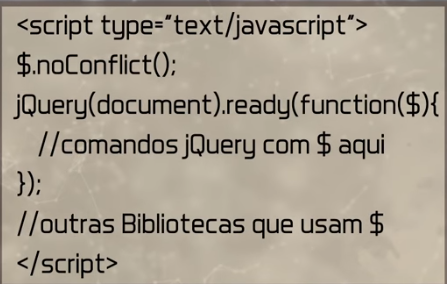 <script type="text/javascript">
$.noConflict();
jQuery(document).ready(function($){
//comandos jQuery com $ aqui
});
//outras Bibliotecas que usam $
</script>